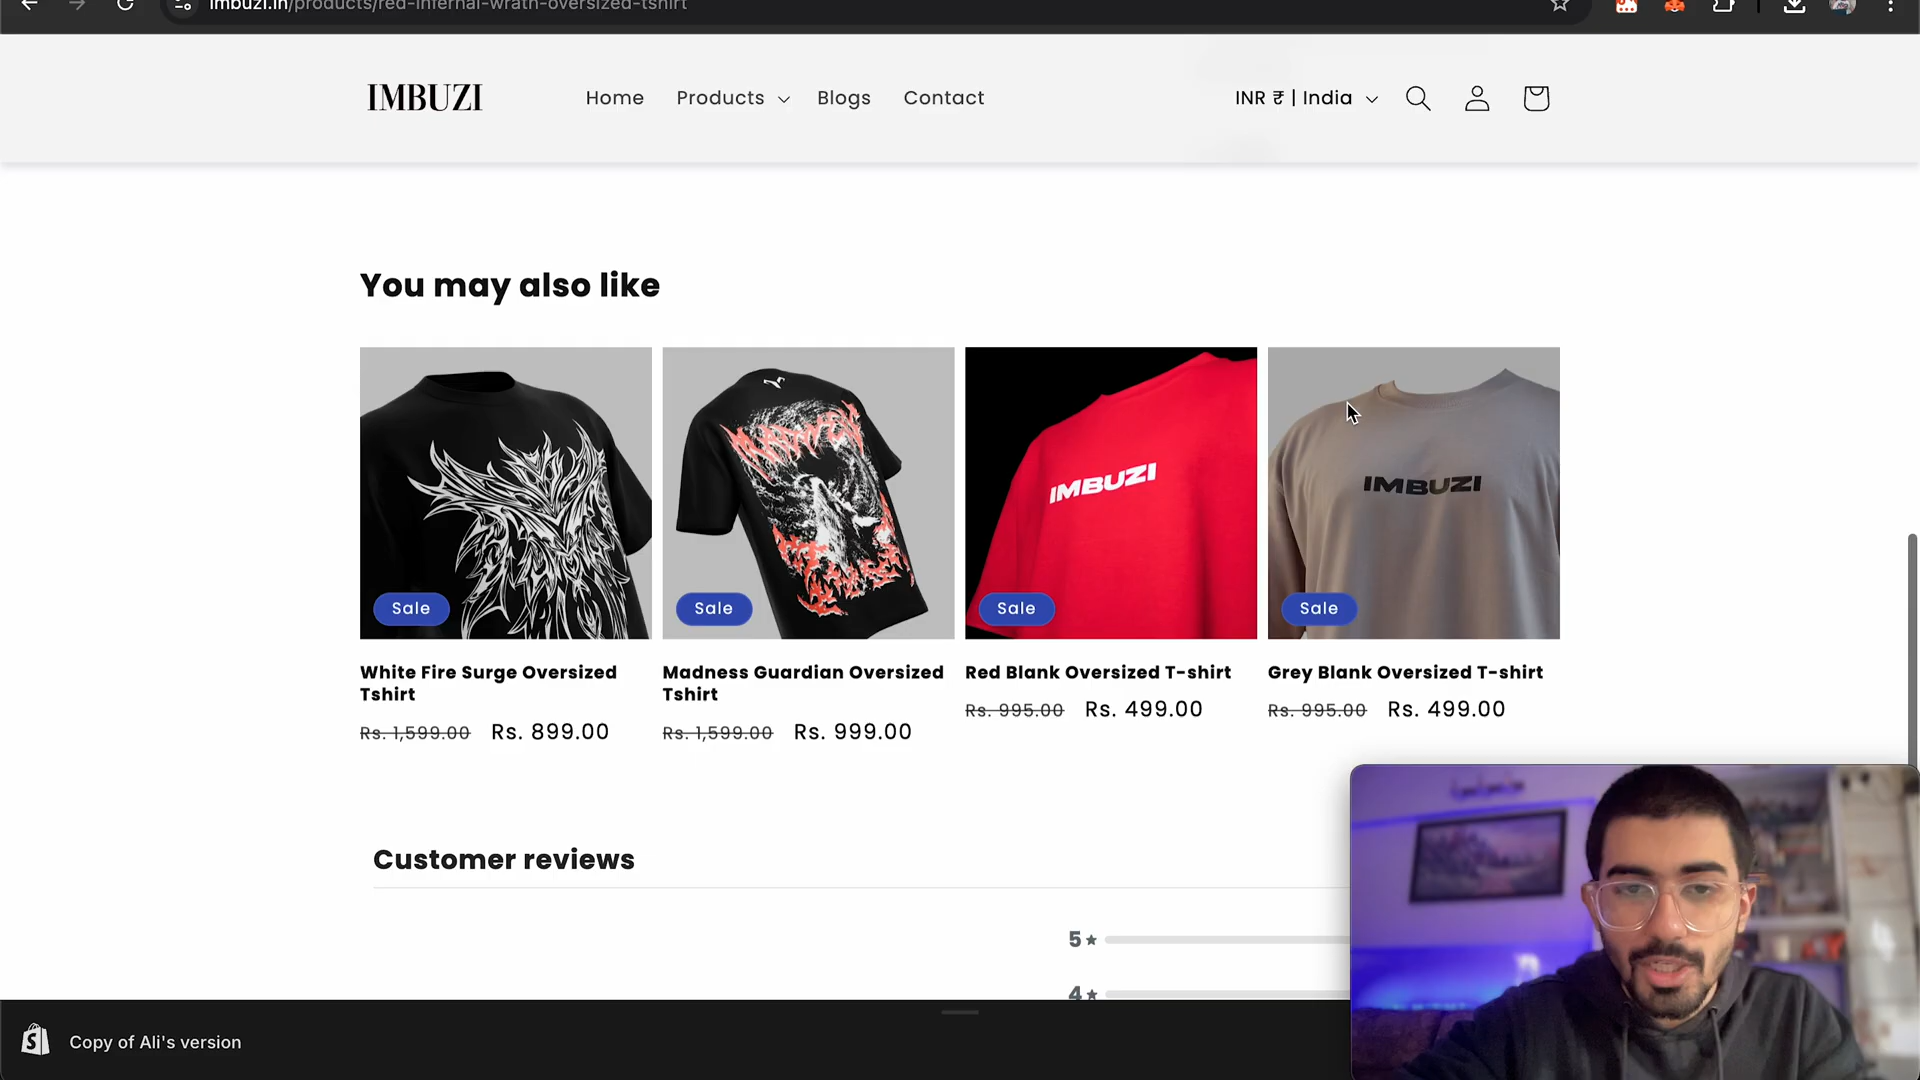 imbuzi.in/products/red-infernal-wrath-oversized-tshirt
IMBUZI
Home
Products
Blogs
Contact
INR ₹ | India
You may also like
IMBUZI
IMBUZI
Sale
Sale
Sale
Sale
White Fire Surge Oversized
Tshirt
Rs. 1,599.00 Rs. 899.00
Madness Guardian Oversized
Tshirt
Rs. 1,599.00 Rs. 999.00
Red Blank Oversized T-shirt
Rs. 995.00 Rs. 499.00
Grey Blank Oversized T-shirt
Rs. 995.00 Rs. 499.00
Customer reviews
5★
4★
Copy of Ali's version